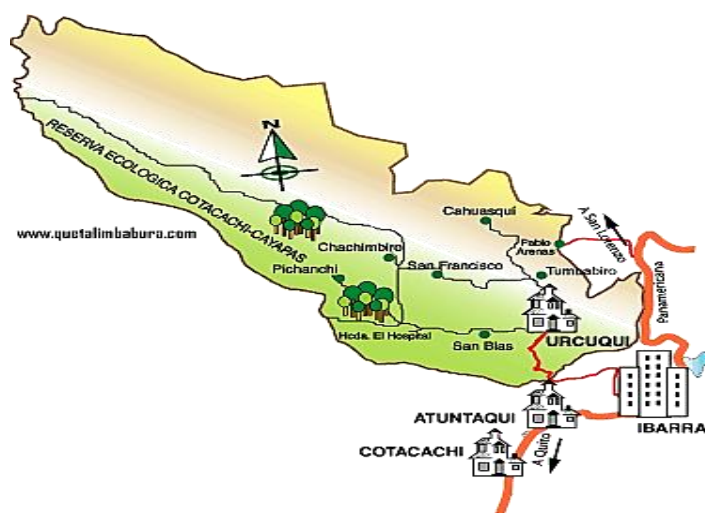 N
RESERVA ECOLOGICA COTACACHI-CAYAPAS
www.quetalimbabura.com
Cahuasqui
Pablo
Arenas
A San Lorenzo
Chachimbiro
Pichanchi
San Francisco
Tumbabiro
Panamericana
Hcda. El Hospital
San Blas
URCUQUI
ATUNTAQUI
IBARRA
COTACACHI
A Quito